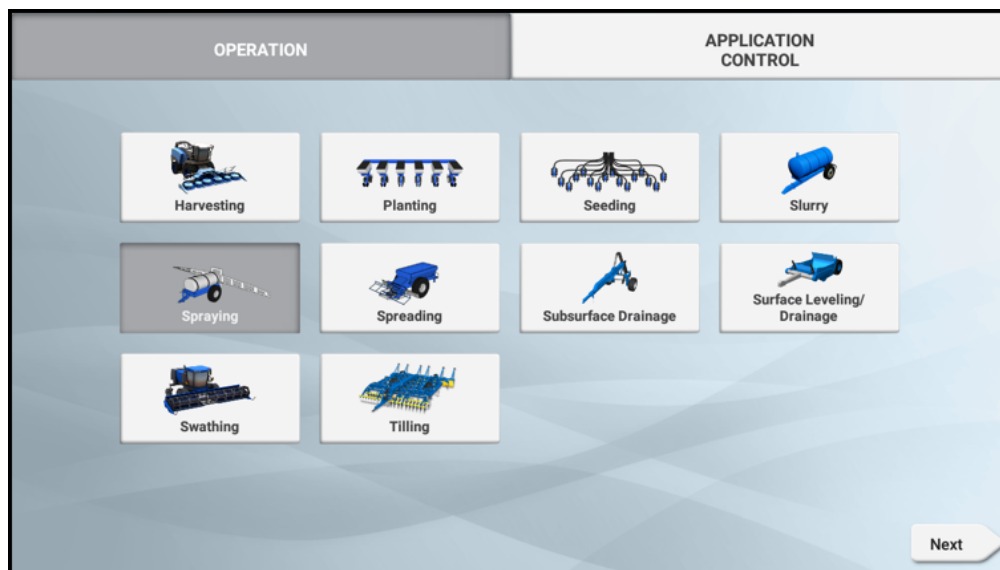 OPERATION
APPLICATION
CONTROL
Harvesting
Planting
Seeding
Slurry
Spraying
Spreading
Subsurface Drainage
Surface Leveling/
Drainage
Swathing
Tilling
Next